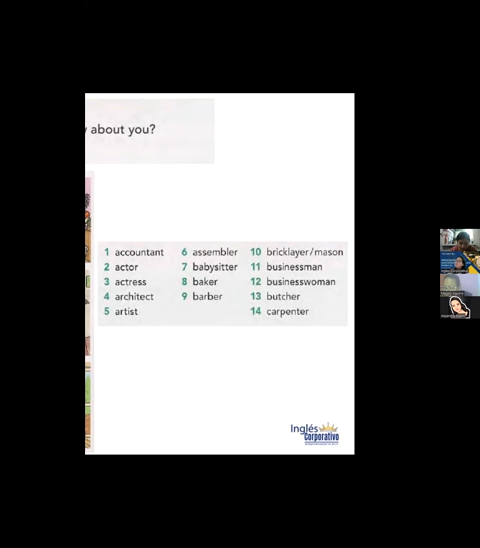 about you?
1 accountant
2 actor
3 actress
4 architect
5 artist
6 assembler
7 babysitter
8 baker
9 barber
10 bricklayer/mason
11 businessman
12 businesswoman
13 butcher
14 carpenter
Inglés
Corporativo